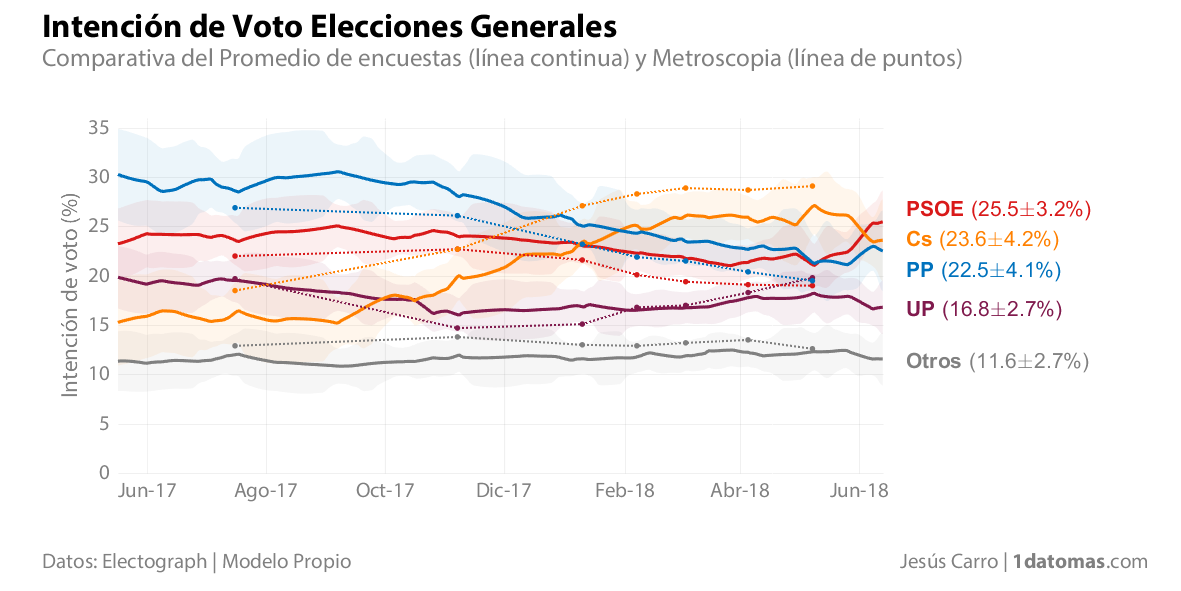 Intención de Voto Elecciones Generales
Comparativa del Promedio de encuestas (línea continua) y Metroscopia (línea de puntos)
Intención de voto (%)
35
30
25
20
15
10
5
0
Jun-17 Ago-17 Oct-17 Dic-17 Feb-18 Abr-18 Jun-18
PSOE (25.5±3.2%)
Cs (23.6±4.2%)
PP (22.5±4.1%)
UP (16.8±2.7%)
Otros (11.6±2.7%)
Datos: Electograph | Modelo Propio
Jesús Carro | 1datomas.com